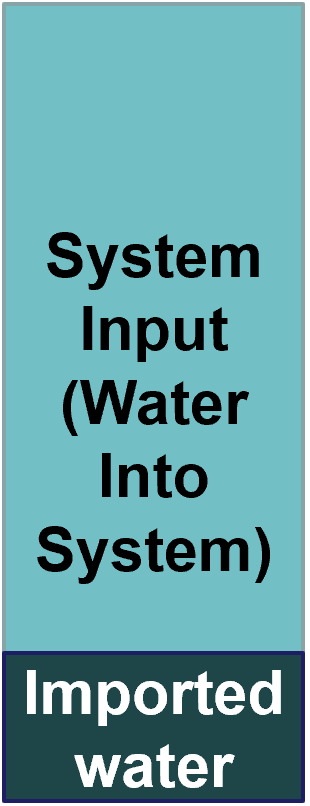 System
Input
(Water
Into
System)
Imported
water